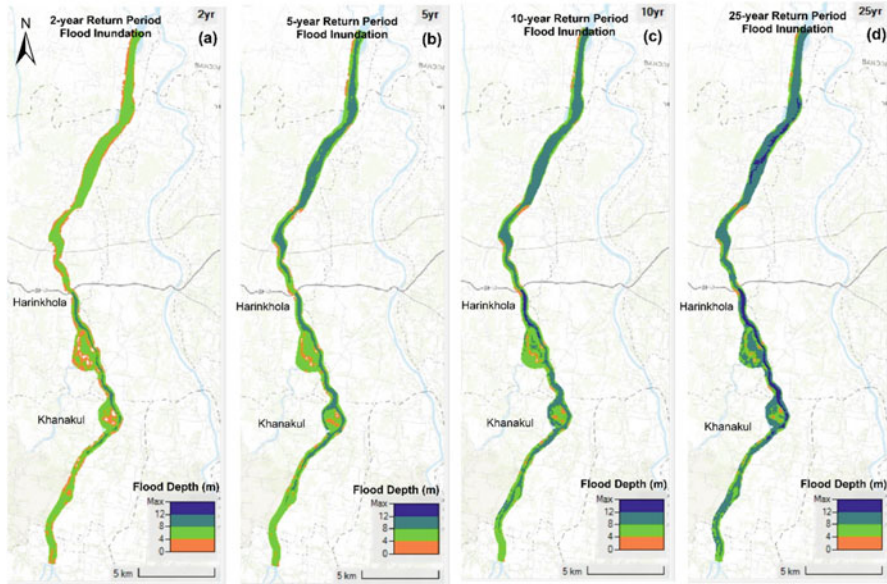 N
2-year Return Period
Flood Inundation
2yr
(a)
Harinkhola
Khanakul
Flood Depth (m)
Max
12
8
4
0
5 km
5-year Return Period
Flood Inundation
5yr
(b)
Harinkhola
Khanakul
Flood Depth (m)
Max
12
8
4
0
5 km
10-year Return Period
Flood Inundation
10yr
(c)
Harinkhola
Khanakul
Flood Depth (m)
Max
12
8
4
0
5 km
25-year Return Period
Flood Inundation
25yr
(d)
Harinkhola
Khanakul
Flood Depth (m)
Max
12
8
4
0
5 km